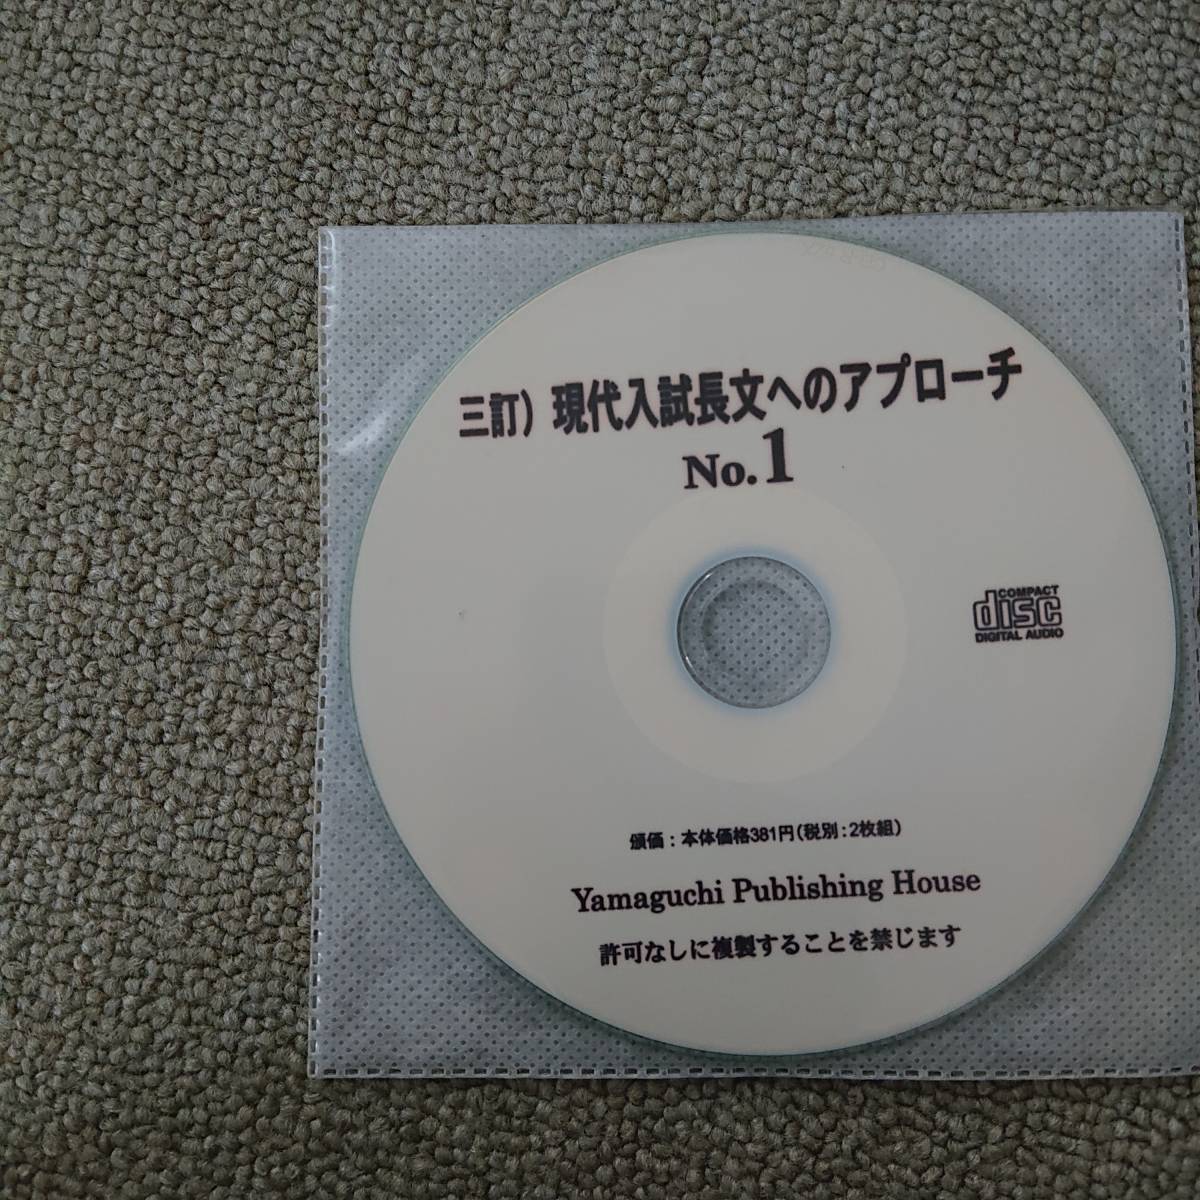 三訂）現代入試長文へのアプローチ
No.1
COMPACT
disc
DIGITAL AUDIO
頒価：本体価格381円（税別：2枚組）
Yamaguchi Publishing House
許可なしに複製することを禁じます